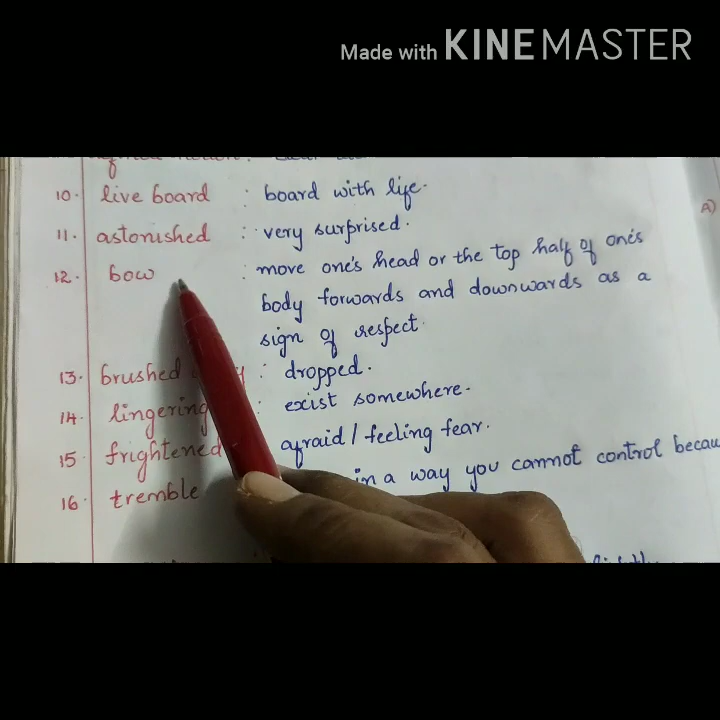 Made with KINEMASTER
10. live board : board with life.
11. astonished : very surprised.
A)
12. bow : move one's head or the top half of one's
body forwards and downwards as a
sign of respect.
13. brushed : dropped.
14. lingering : exist somewhere.
15. frightened afraid / feeling fear.
16. tremble in a way you cannot control becau